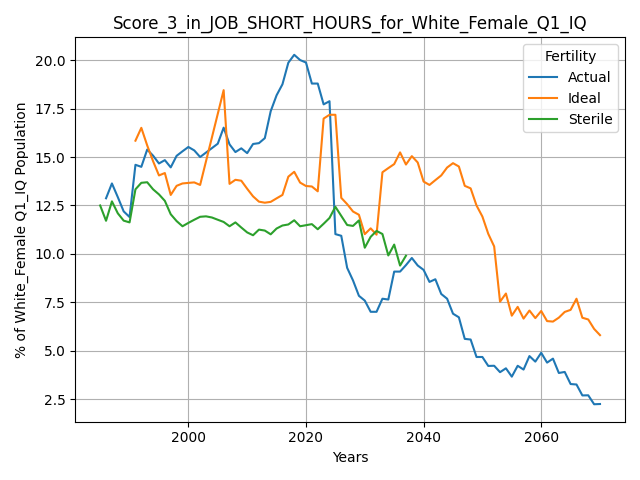 Score_3_in_JOB_SHORT_HOURS_for_White_Female_Q1_IQ
% of White_Female Q1_IQ Population
20.0
17.5
15.0
12.5
10.0
7.5
5.0
2.5
Fertility
Actual
Ideal
Sterile
2000
2020
2040
2060
Years